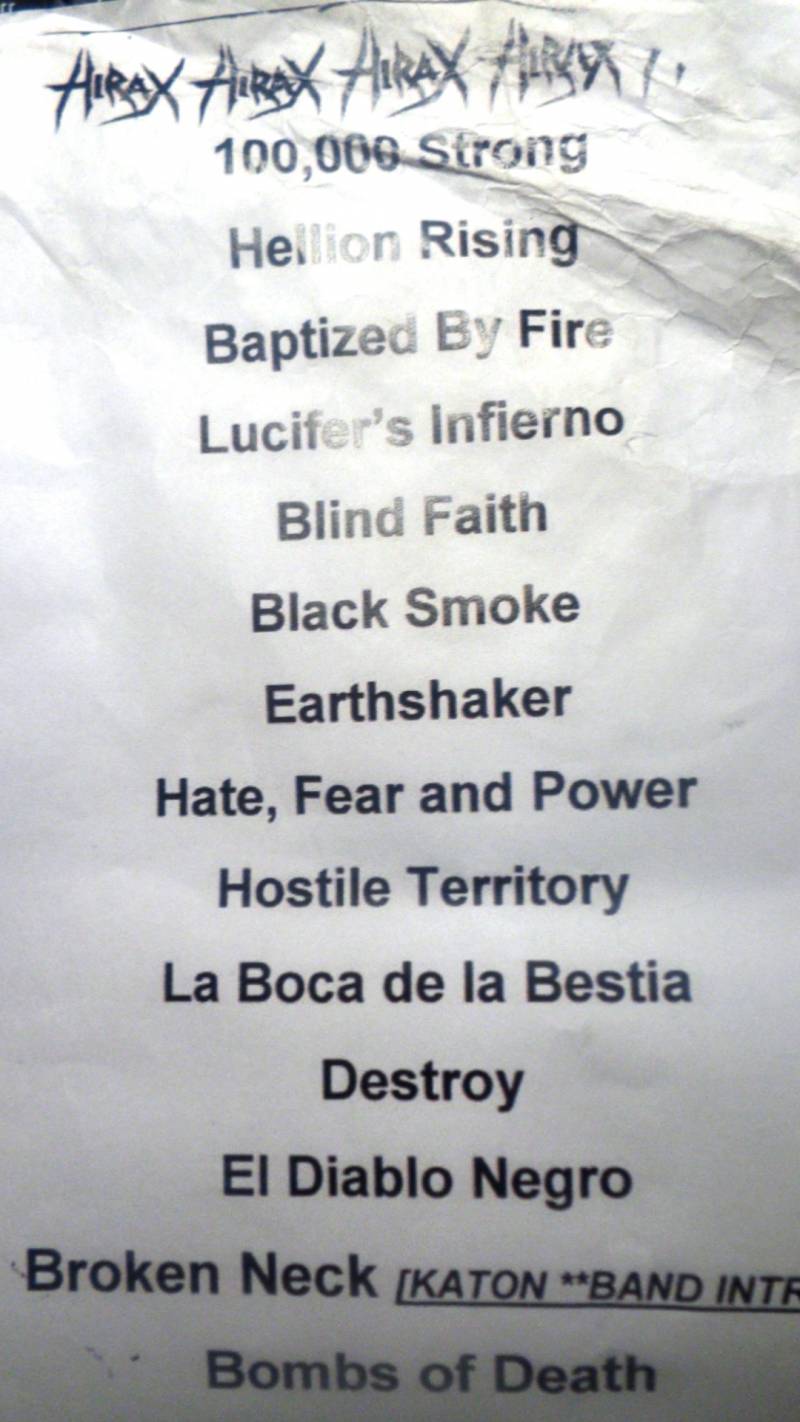 HIRAX HIRAX HIRAX HIRAX
100,000 Strong
Hellion Rising
Baptized By Fire
Lucifer's Infierno
Blind Faith
Black Smoke
Earthshaker
Hate, Fear and Power
Hostile Territory
La Boca de la Bestia
Destroy
El Diablo Negro
Broken Neck [KATON **BAND INTR
Bombs of Death